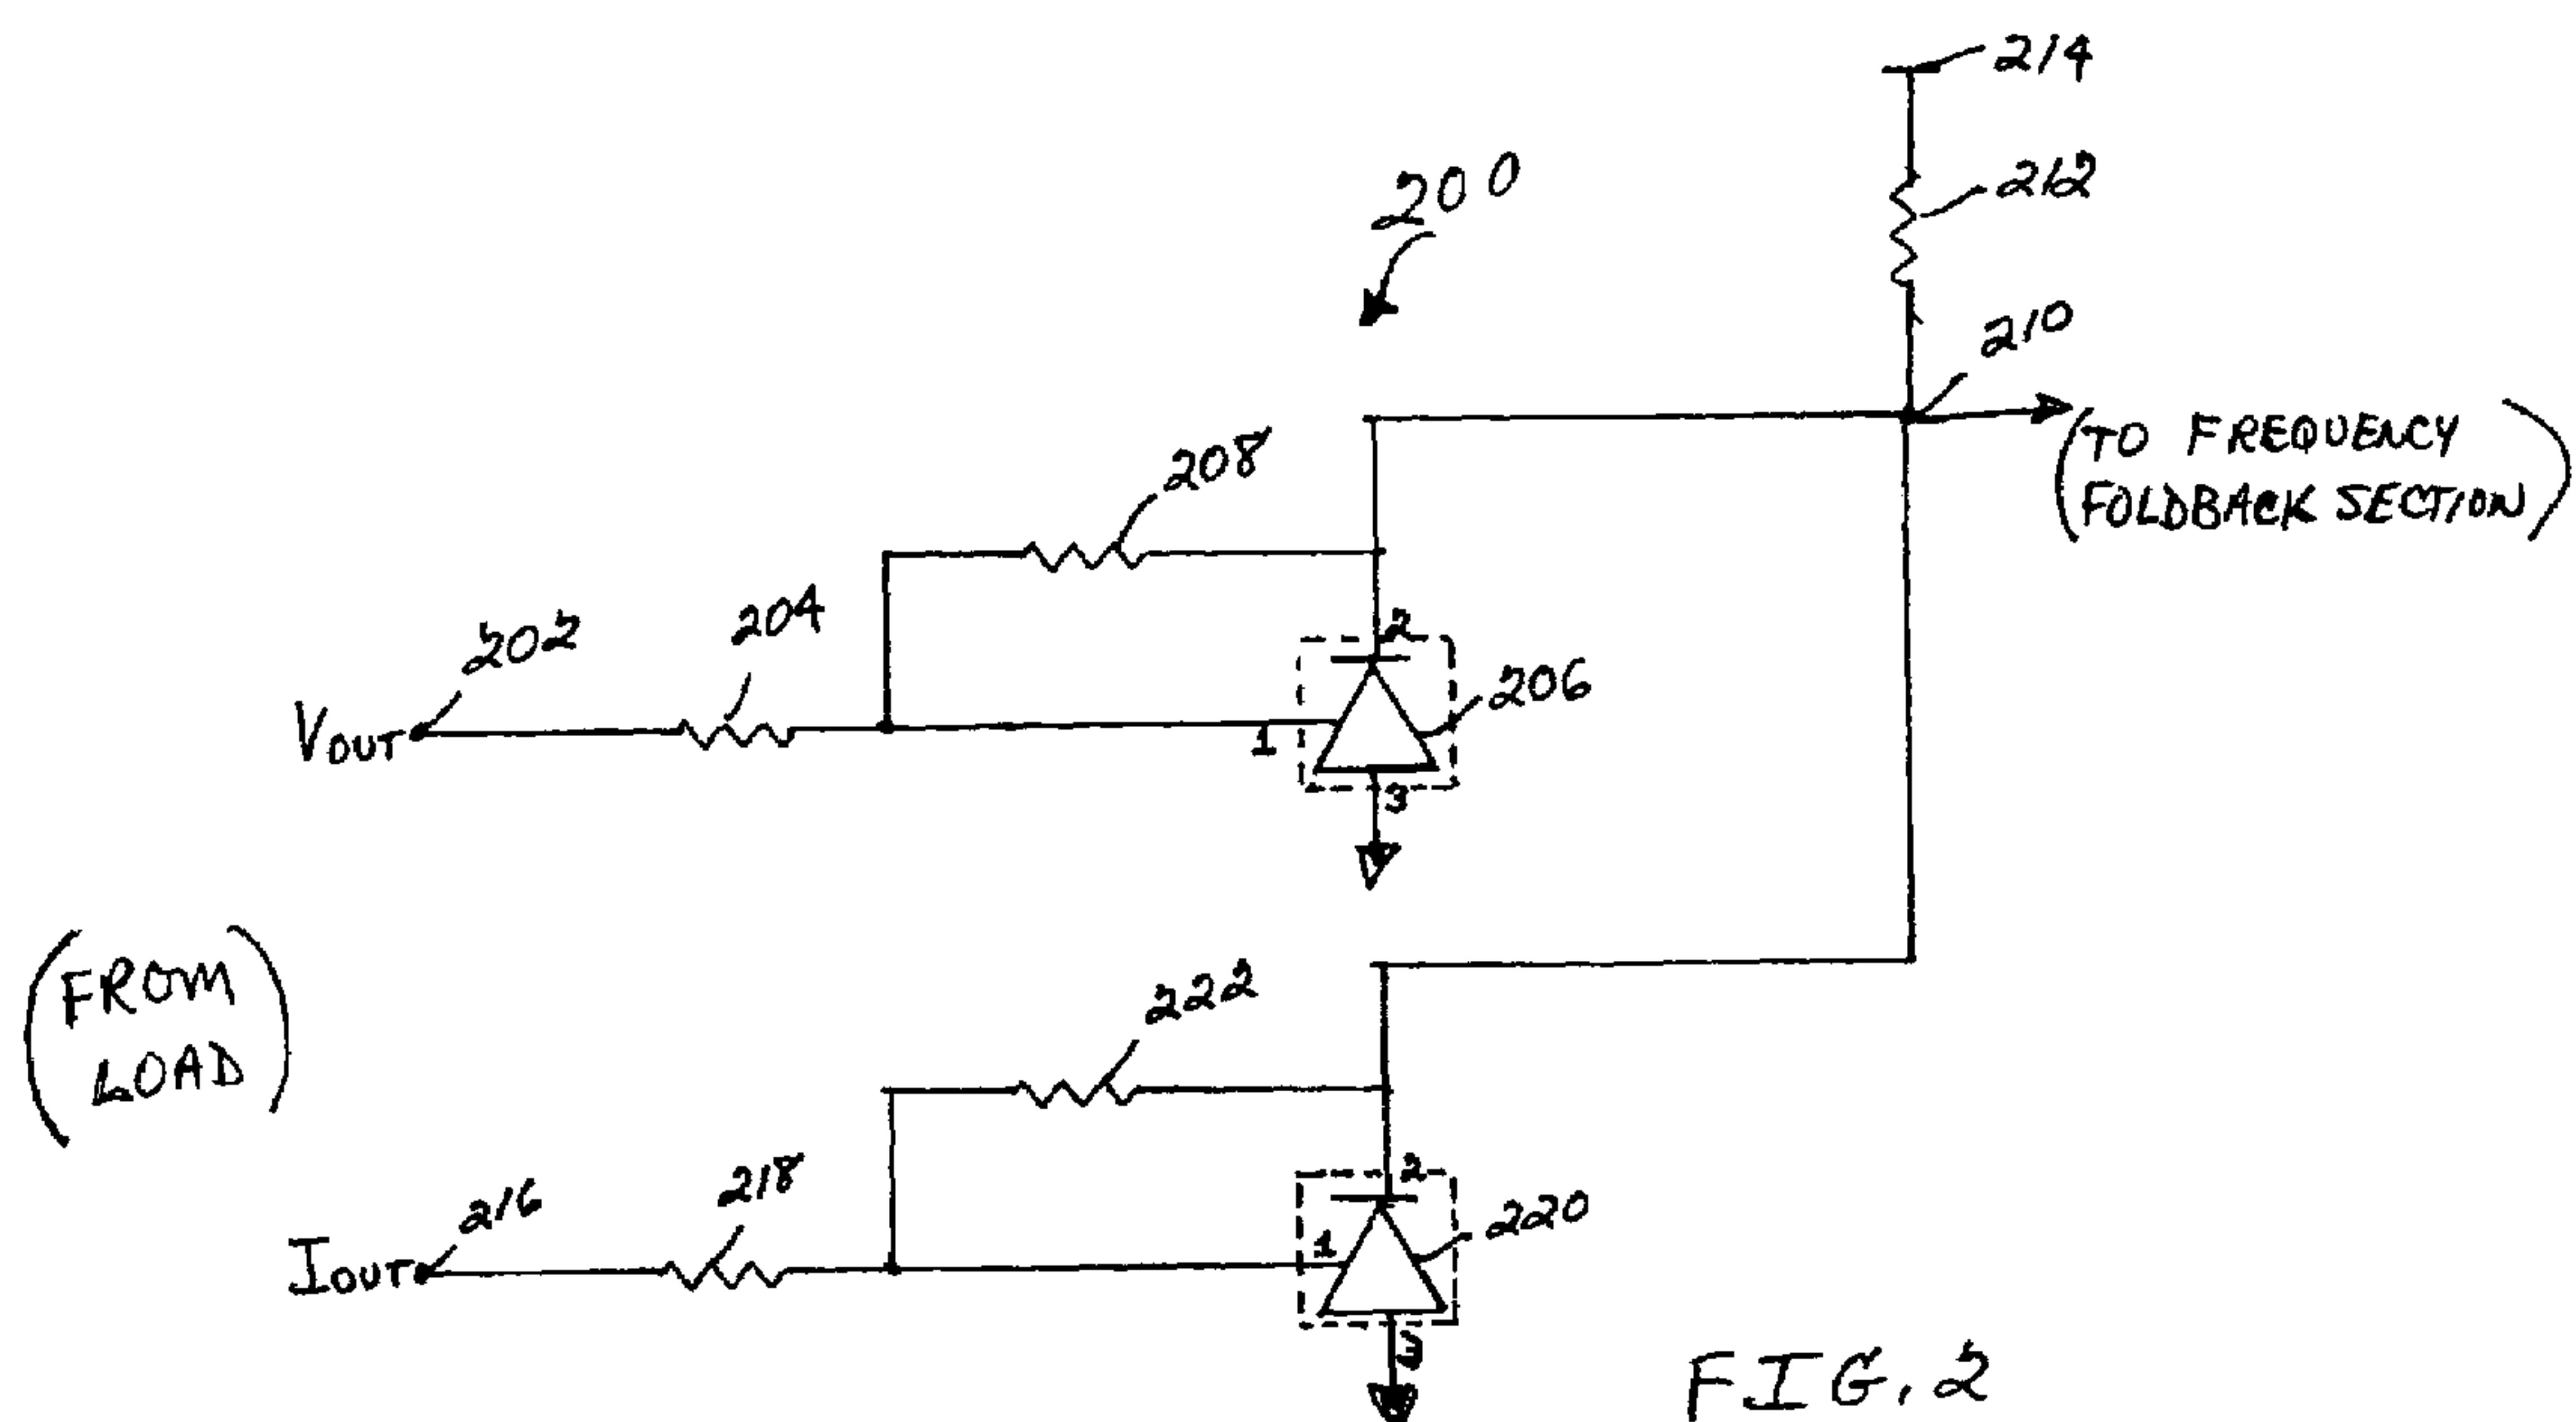 214
212
200
210
(TO FREQUENCY
FOLDBACK SECTION)
208
204
202
2
206
VOUT
1
3
(FROM
LOAD)
222
218
216
2
220
1
IOUT
3
FIG. 2